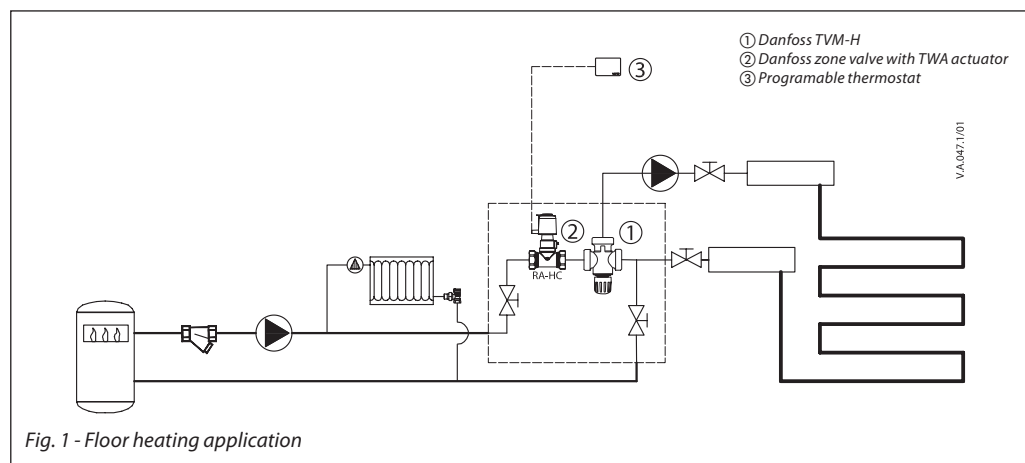 ① Danfoss TVM-H
② Danfoss zone valve with TWA actuator
③ Programable thermostat
③
V.A.047.1/01
②
①
RA-HC
Fig. 1 - Floor heating application